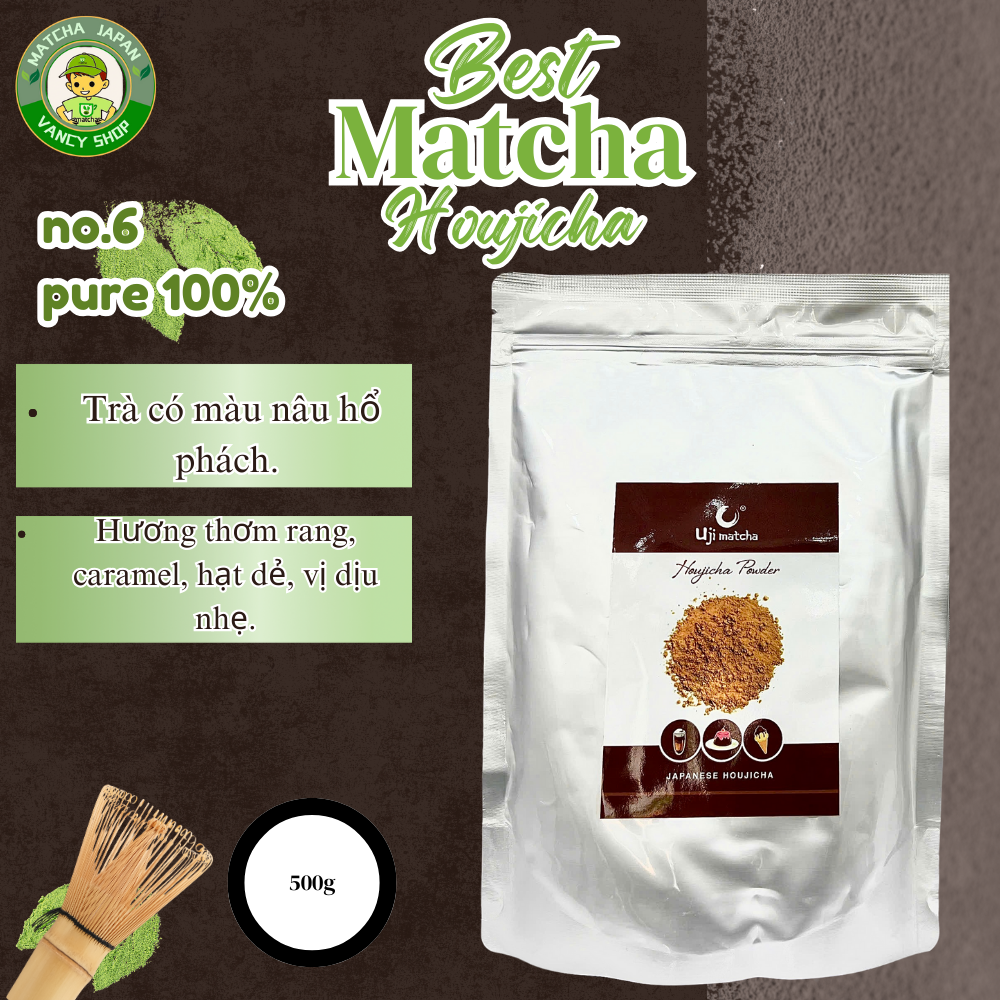 MATCHA JAPAN
matcha
VANCY SHOP
Best
Matcha
Houjicha
no.6
pure 100%
• Trà có màu nâu hổ
phách.
• Hương thơm rang,
caramel, hạt dẻ, vị dịu
nhẹ.
500g
uji matcha ®
Houjicha Powder
JAPANESE HOUJICHA